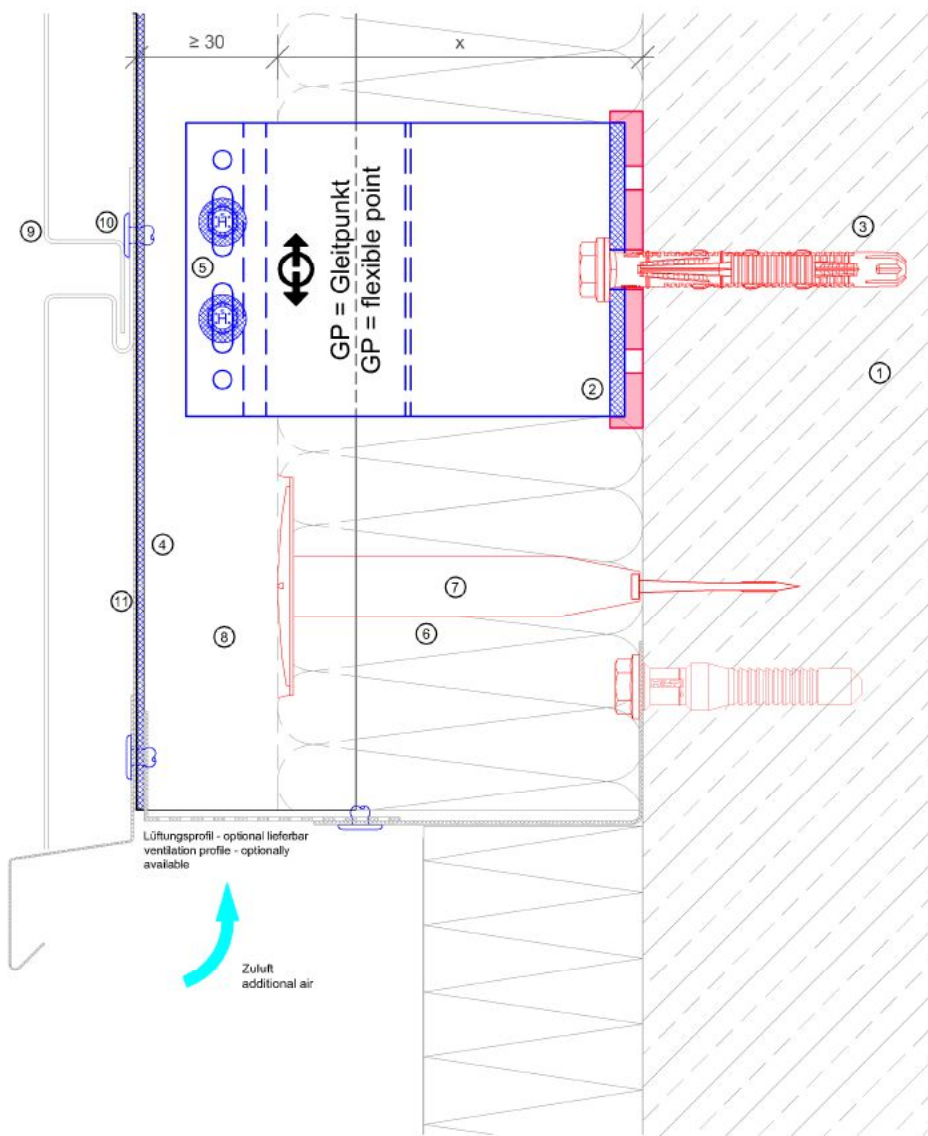 ≥ 30
x
9
10
3
GP = Gleitpunkt
GP = flexible point
5
H
H
1
2
4
11
7
6
8
Lüftungsprofil - optional lieferbar
ventilation profile - optionally
available
Zuluft
additional air